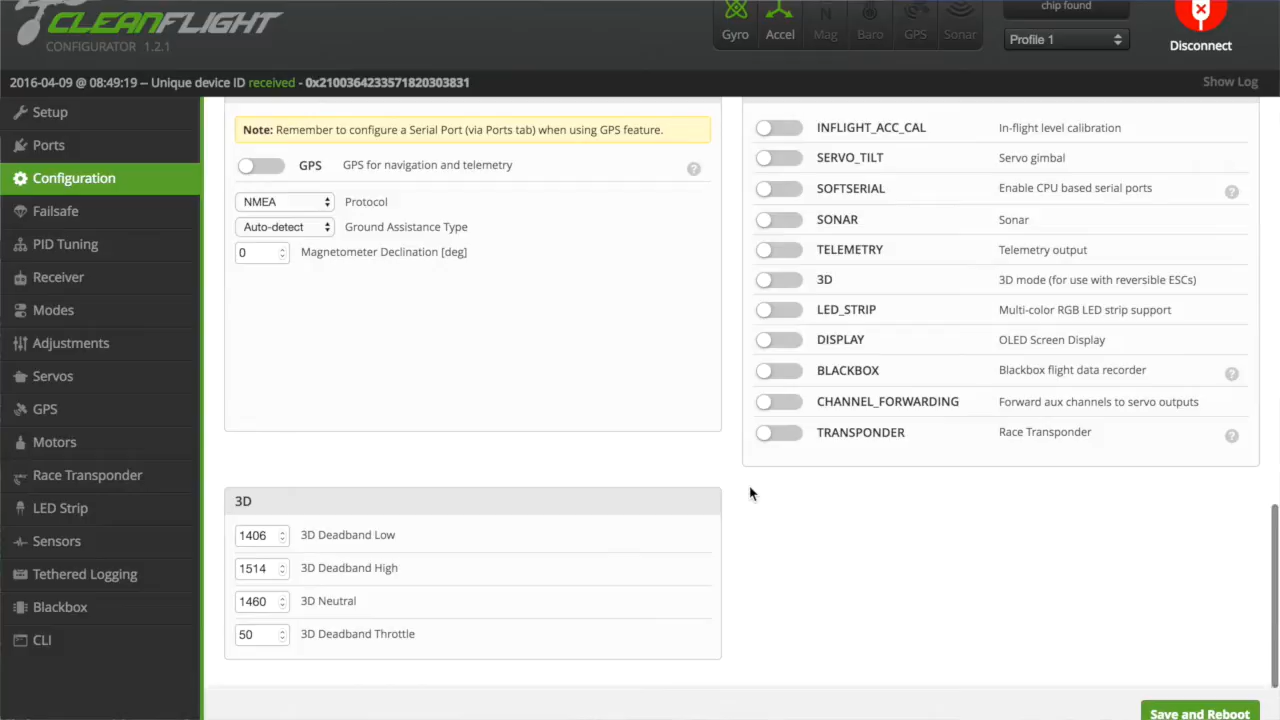 CLEANFLIGHT
CONFIGURATOR 1.2.1
Gyro Accel Mag Baro GPS Sonar
chip found
Profile 1
Disconnect
2016-04-09 @ 08:49:19 -- Unique device ID received - 0x2100364233571820303831
Show Log
Setup
Ports
Configuration
Failsafe
PID Tuning
Receiver
Modes
Adjustments
Servos
GPS
Motors
Race Transponder
LED Strip
Sensors
Tethered Logging
Blackbox
CLI
Note: Remember to configure a Serial Port (via Ports tab) when using GPS feature.
GPS GPS for navigation and telemetry ?
NMEA Protocol
Auto-detect Ground Assistance Type
0 Magnetometer Declination [deg]
INFLIGHT_ACC_CAL In-flight level calibration
SERVO_TILT Servo gimbal
SOFTSERIAL Enable CPU based serial ports ?
SONAR Sonar
TELEMETRY Telemetry output
3D 3D mode (for use with reversible ESCs)
LED_STRIP Multi-color RGB LED strip support
DISPLAY OLED Screen Display
BLACKBOX Blackbox flight data recorder ?
CHANNEL_FORWARDING Forward aux channels to servo outputs
TRANSPONDER Race Transponder ?
3D
1406 3D Deadband Low
1514 3D Deadband High
1460 3D Neutral
50 3D Deadband Throttle
Save and Reboot